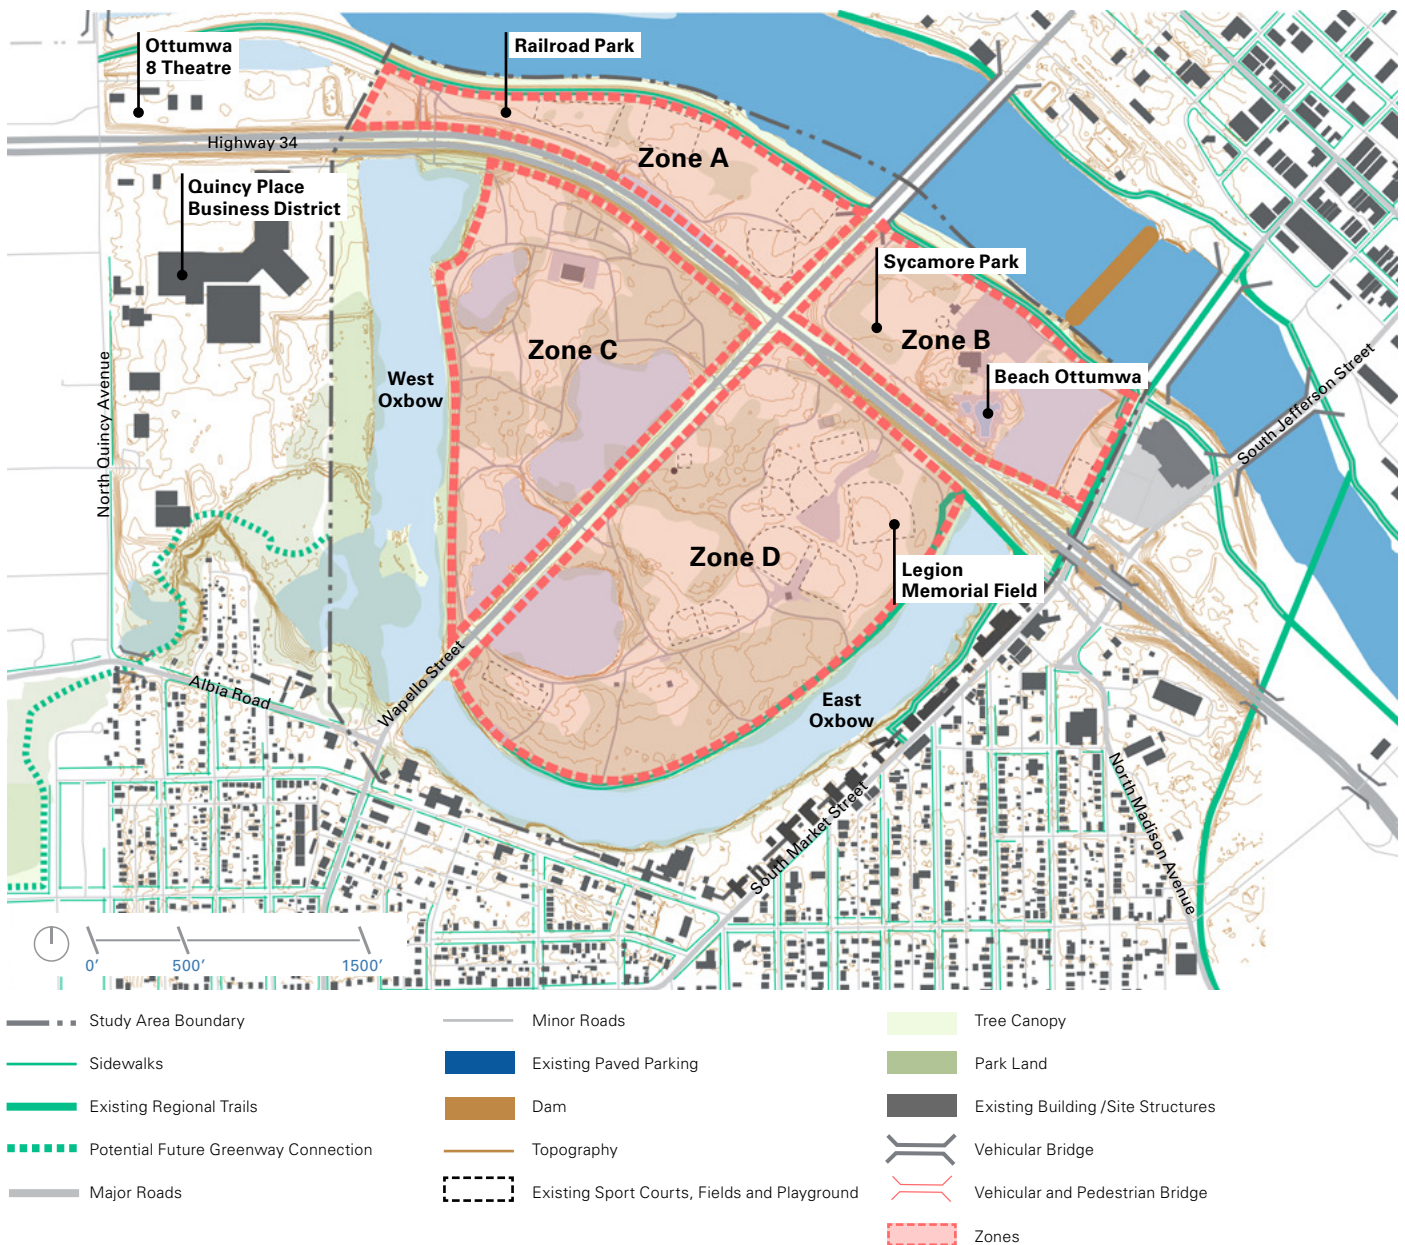 Ottumwa
8 Theatre
Railroad Park
Highway 34
Zone A
Quincy Place
Business District
Sycamore Park
Zone B
Zone C
Beach Ottumwa
West
Oxbow
North Quincy Avenue
South Jefferson Street
Zone D
Legion
Memorial Field
Wapello Street
Albia Road
East
Oxbow
South Market Street
North Madison Avenue
0'
500'
1500'
Study Area Boundary
Sidewalks
Existing Regional Trails
Potential Future Greenway Connection
Major Roads
Minor Roads
Existing Paved Parking
Dam
Topography
Existing Sport Courts, Fields and Playground
Tree Canopy
Park Land
Existing Building /Site Structures
Vehicular Bridge
Vehicular and Pedestrian Bridge
Zones